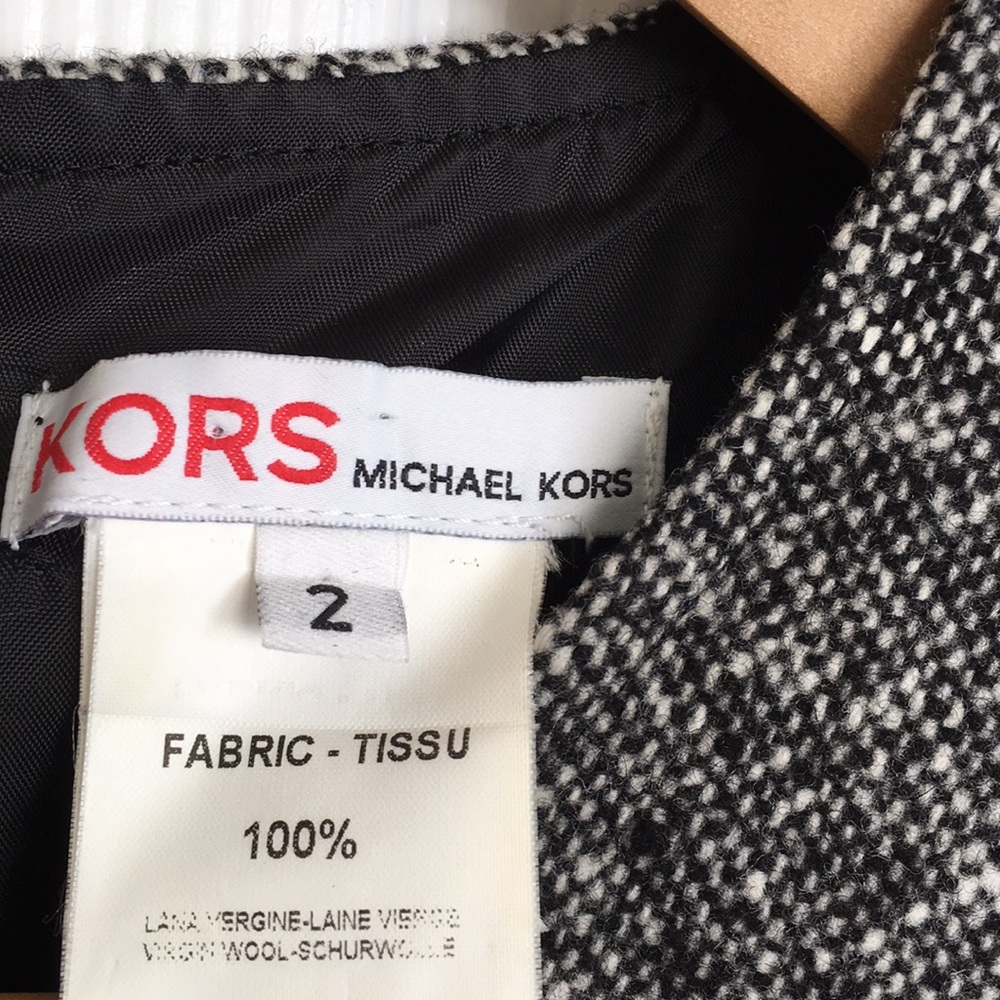 KORS MICHAEL KORS
2
FABRIC - TISSU
100%
LANA VERGINE-LAINE VIERGE
VIRGIN WOOL-SCHURWOLLE